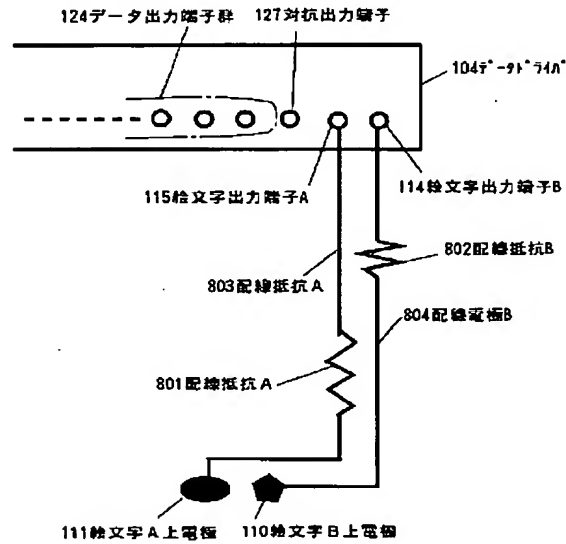 124データ出力端子群
127対抗出力端子
104データドライバ
115絵文字出力端子A
114絵文字出力端子B
802配線抵抗B
803配線抵抗A
804配線電極B
801配線抵抗A
111絵文字A上電極
110絵文字B上電極